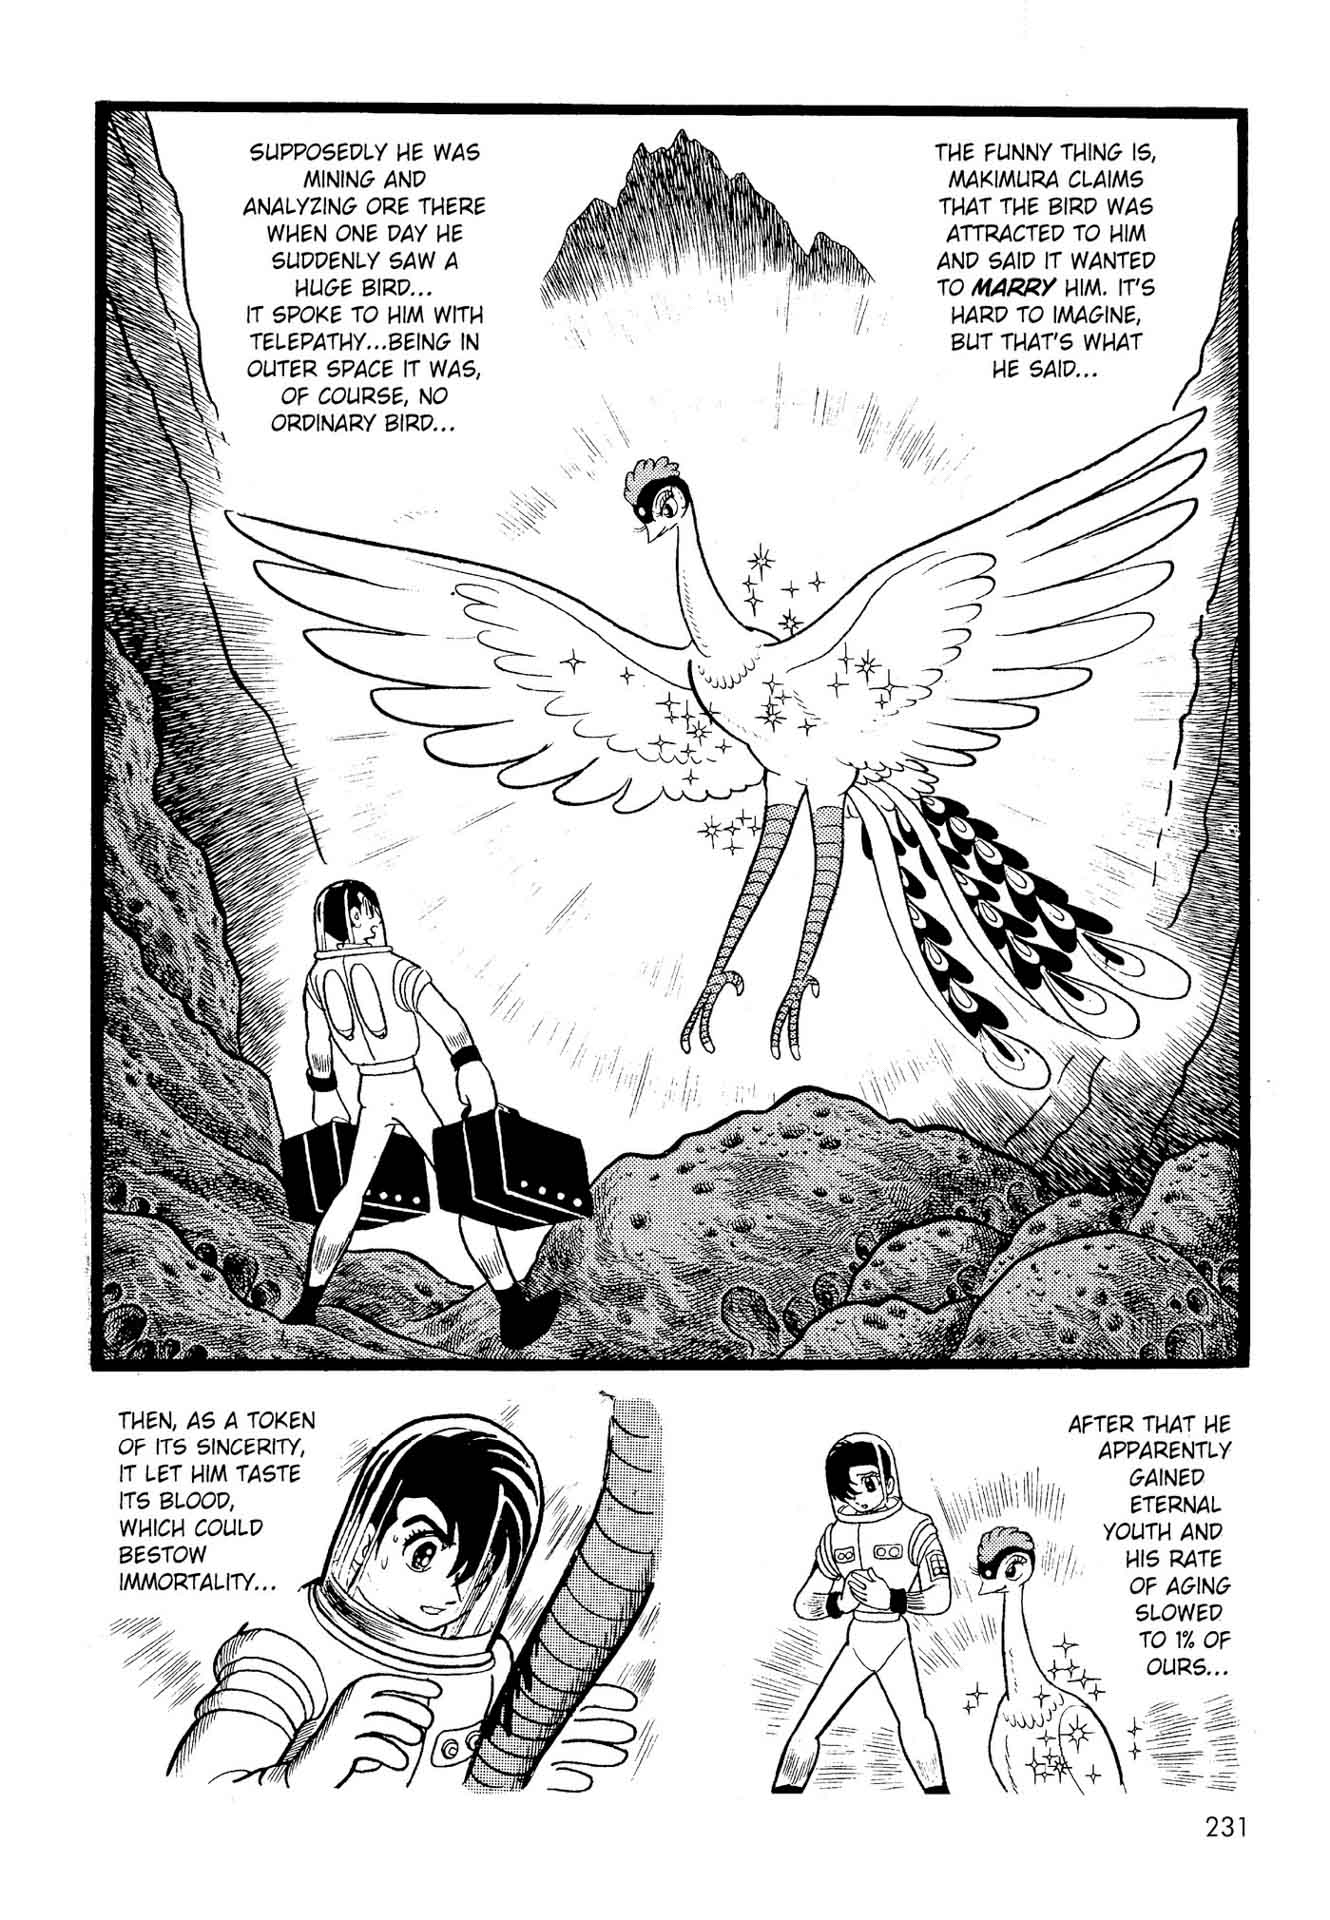 SUPPOSEDLY HE WAS
MINING AND
ANALYZING ORE THERE
WHEN ONE DAY HE
SUDDENLY SAW A
HUGE BIRD...
IT SPOKE TO HIM WITH
TELEPATHY...BEING IN
OUTER SPACE IT WAS,
OF COURSE, NO
ORDINARY BIRD...
THE FUNNY THING IS,
MAKIMURA CLAIMS
THAT THE BIRD WAS
ATTRACTED TO HIM
AND SAID IT WANTED
TO MARRY HIM. IT'S
HARD TO IMAGINE,
BUT THAT'S WHAT
HE SAID...
THEN, AS A TOKEN
OF ITS SINCERITY,
IT LET HIM TASTE
ITS BLOOD,
WHICH COULD
BESTOW
IMMORTALITY...
AFTER THAT HE
APPARENTLY
GAINED
ETERNAL
YOUTH AND
HIS RATE
OF AGING
SLOWED
TO 1% OF
OURS...
231